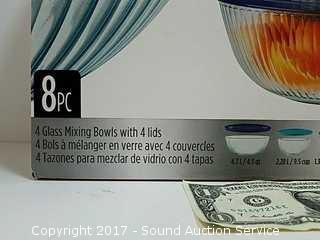 8PC
4 Glass Mixing Bowls with 4 lids
4 Bols à mélanger en verre avec 4 couvercles
4 Tazones para mezclar de vidrio con 4 tapas
1
Copyright 2017 - Sound Auction Service